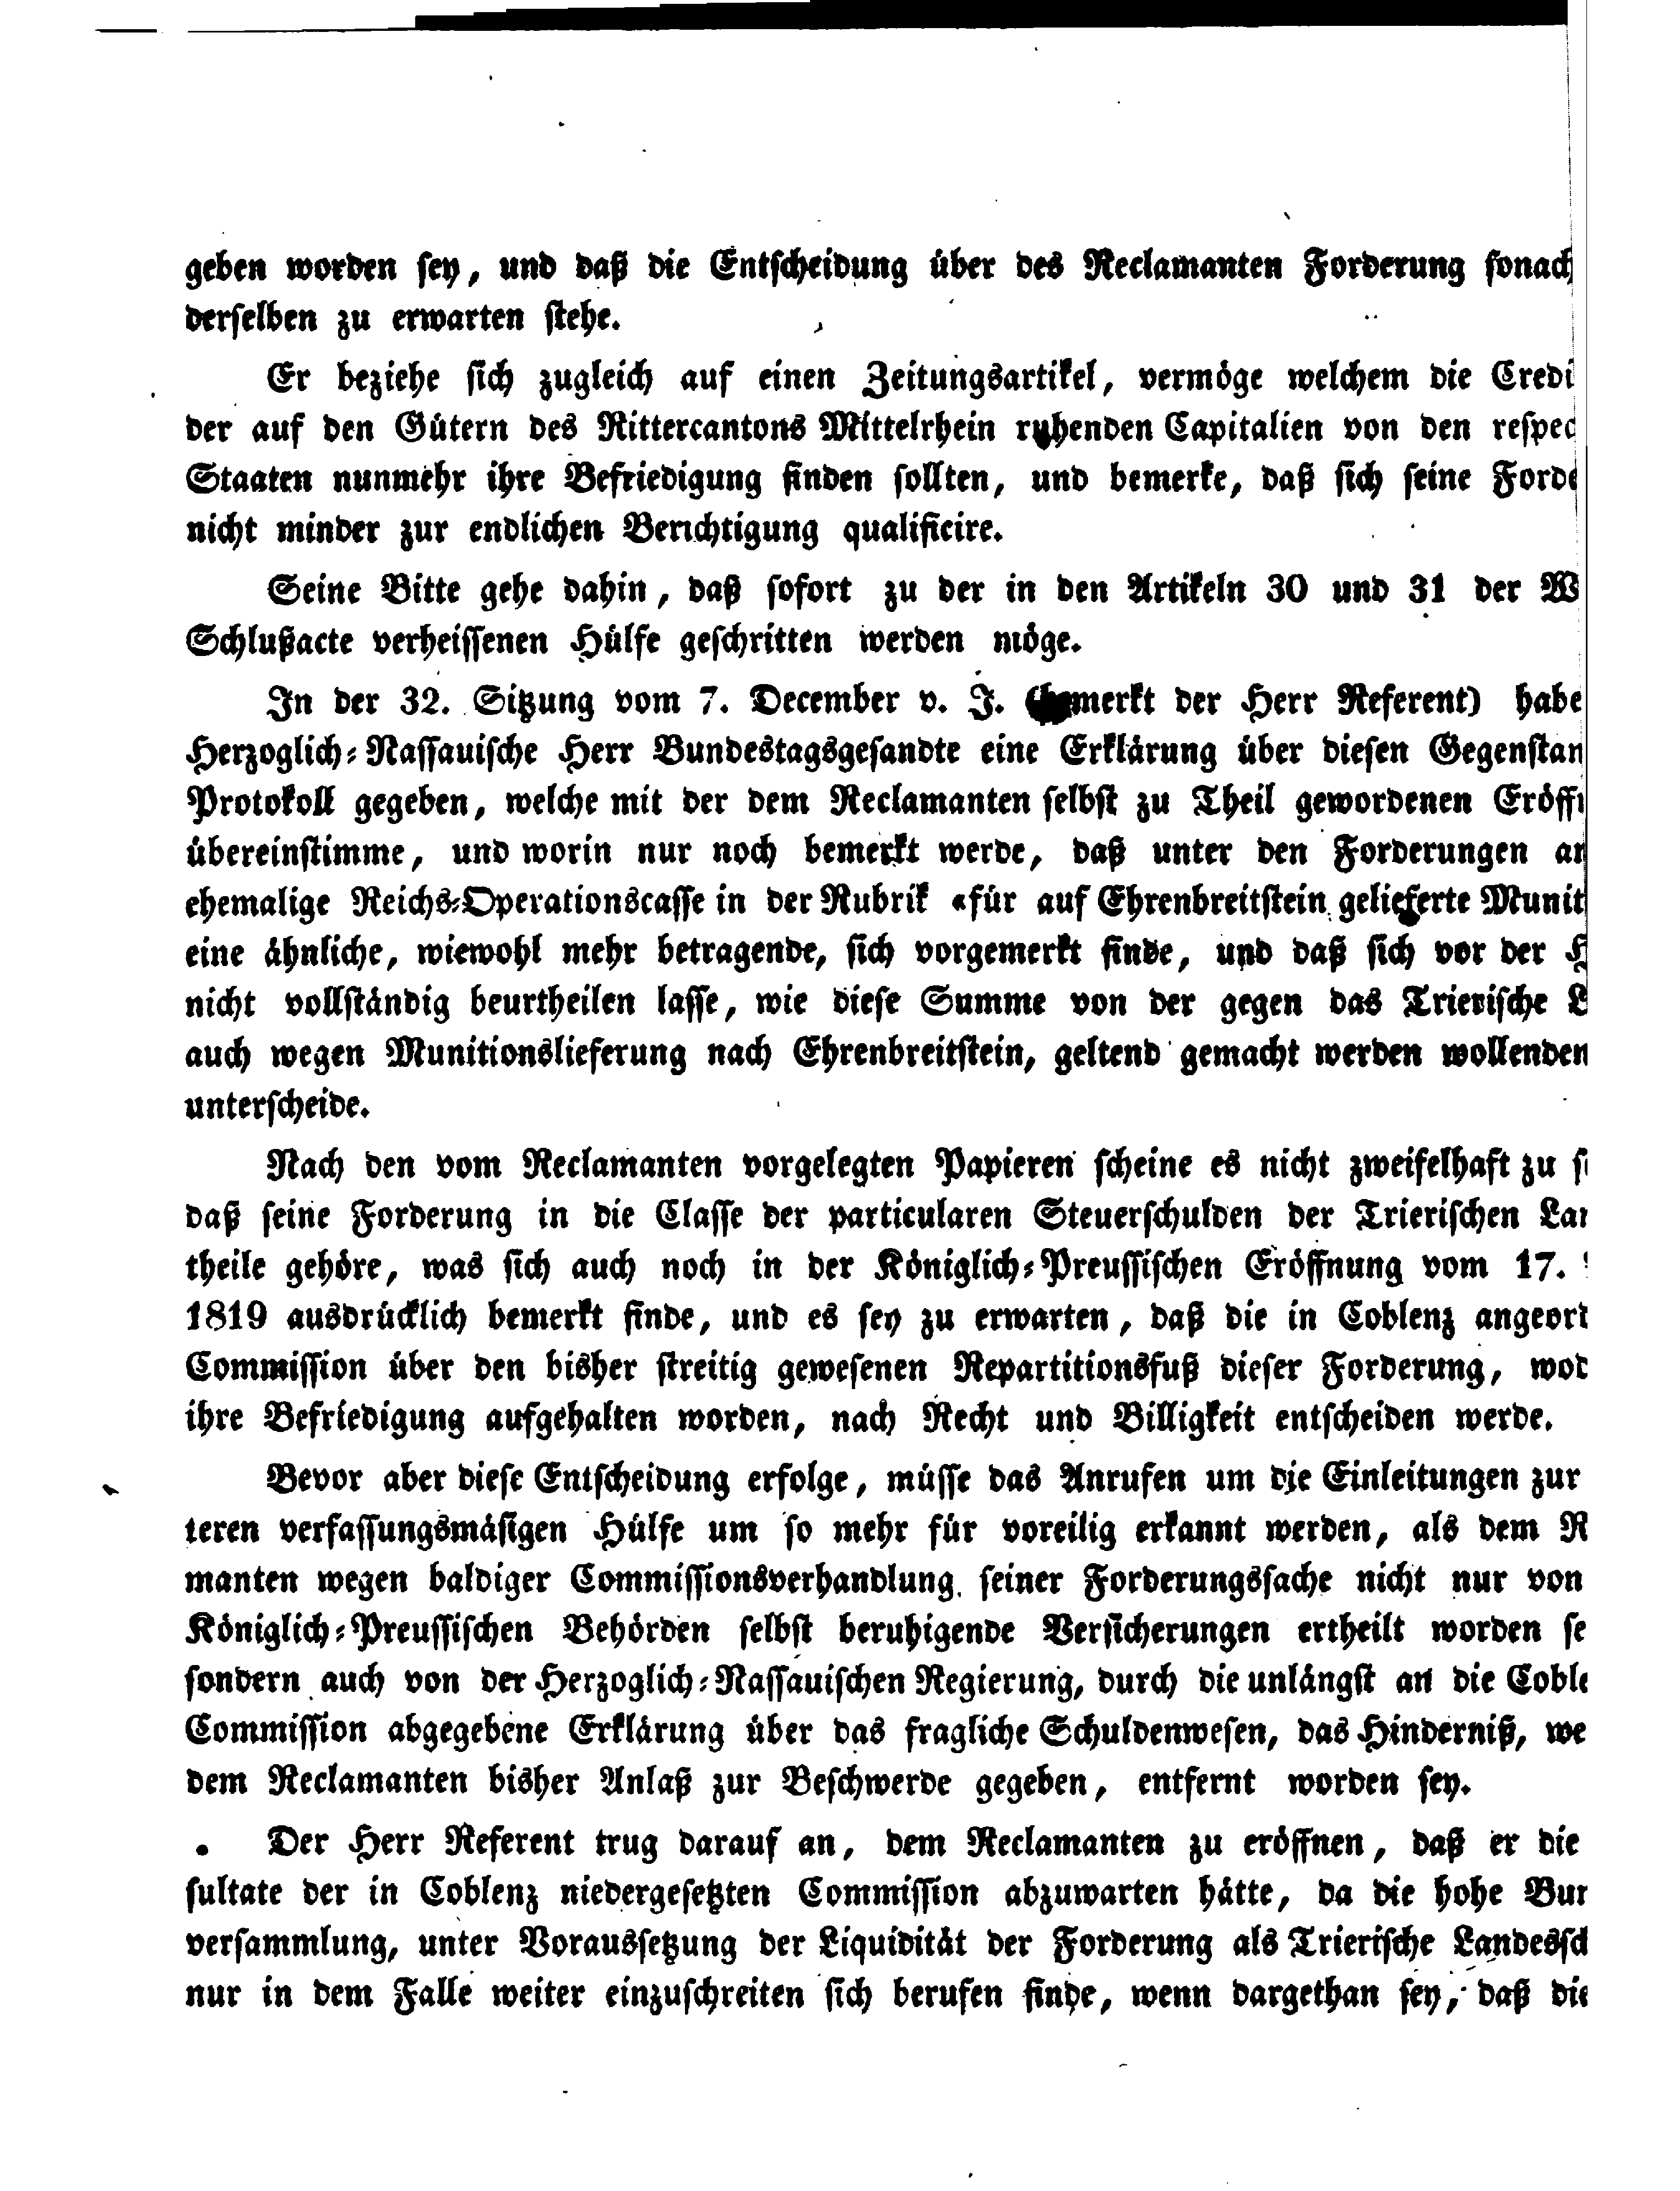 geben worden sey, und daß die Entscheidung über des Reclamanten Forderung sonach
derselben zu erwarten stehe.
Er beziehe sich zugleich auf einen Zeitungsartikel, vermöge welchem die Credi
der auf den Gütern des Rittercantons Mittelrhein ruhenden Capitalien von den respec
Staaten nunmehr ihre Befriedigung finden sollten, und bemerke, daß sich seine Forde
nicht minder zur endlichen Berichtigung qualificire.
Seine Bitte gehe dahin, daß sofort zu der in den Artikeln 30 und 31 der W
Schlußacte verheissenen Hülfe geschritten werden möge.
In der 32. Sitzung vom 7. December v. J. (bemerkt der Herr Referent) habe
Herzoglich-Nassauische Herr Bundestagsgesandte eine Erklärung über diesen Gegenstan
Protokoll gegeben, welche mit der dem Reclamanten selbst zu Theil gewordenen Eröff
übereinstimme, und worin nur noch bemerkt werde, daß unter den Forderungen an
ehemalige Reichs-Operationscasse in der Rubrik «für auf Ehrenbreitstein gelieferte Munit
eine ähnliche, wiewohl mehr betragende, sich vorgemerkt finde, und daß sich vor der H
nicht vollständig beurtheilen lasse, wie diese Summe von der gegen das Trierische L
auch wegen Munitionslieferung nach Ehrenbreitstein, geltend gemacht werden wollenden
unterscheide.
Nach den vom Reclamanten vorgelegten Papieren scheine es nicht zweifelhaft zu s
daß seine Forderung in die Classe der particularen Steuerschulden der Trierischen Lan
theile gehöre, was sich auch noch in der Königlich-Preussischen Eröffnung vom 17.
1819 ausdrücklich bemerkt finde, und es sey zu erwarten, daß die in Coblenz angeord
Commission über den bisher streitig gewesenen Repartitionsfuß dieser Forderung, wod
ihre Befriedigung aufgehalten worden, nach Recht und Billigkeit entscheiden werde.
Bevor aber diese Entscheidung erfolge, müsse das Anrufen um die Einleitungen zur
teren verfassungsmäsigen Hülfe um so mehr für voreilig erkannt werden, als dem R
manten wegen baldiger Commissionsverhandlung seiner Forderungssache nicht nur von
Königlich-Preussischen Behörden selbst beruhigende Versicherungen ertheilt worden se
sondern auch von der Herzoglich-Nassauischen Regierung, durch die unlängst an die Coble
Commission abgegebene Erklärung über das fragliche Schuldenwesen, das Hinderniß, we
dem Reclamanten bisher Anlaß zur Beschwerde gegeben, entfernt worden sey.
Der Herr Referent trug darauf an, dem Reclamanten zu eröffnen, daß er die
sultate der in Coblenz niedergesetzten Commission abzuwarten hätte, da die hohe Bun
versammlung, unter Voraussetzung der Liquidität der Forderung als Trierische Landessch
nur in dem Falle weiter einzuschreiten sich berufen finde, wenn dargethan sey, daß die